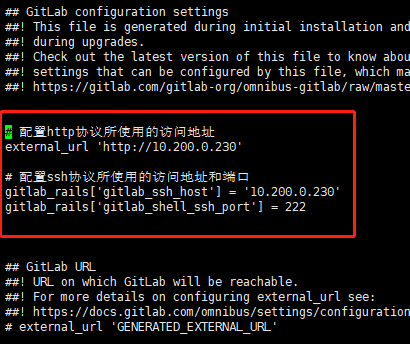 ## GitLab configuration settings
##! This file is generated during initial installation and
##! during upgrades.
##! Check out the latest version of this file to know abou
##! settings that can be configured by this file, which ma
##! https://gitlab.com/gitlab-org/omnibus-gitlab/raw/maste
# 配置http协议所使用的访问地址
external_url 'http://10.200.0.230'
# 配置ssh协议所使用的访问地址和端口
gitlab_rails['gitlab_ssh_host'] = '10.200.0.230'
gitlab_rails['gitlab_shell_ssh_port'] = 222
## GitLab URL
##! URL on which GitLab will be reachable.
##! For more details on configuring external_url see:
##! https://docs.gitlab.com/omnibus/settings/configuration
# external_url 'GENERATED_EXTERNAL_URL'